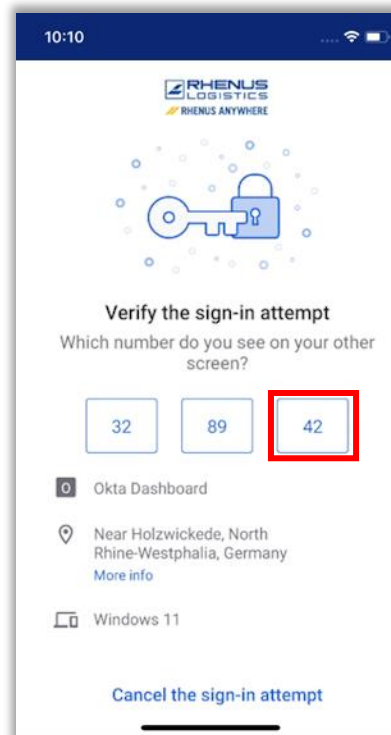 10:10
RHENUS
LOGISTICS
RHENUS ANYWHERE
Verify the sign-in attempt
Which number do you see on your other
screen?
32 89 42
O Okta Dashboard
Near Holzwickede, North
Rhine-Westphalia, Germany
More info
Windows 11
Cancel the sign-in attempt